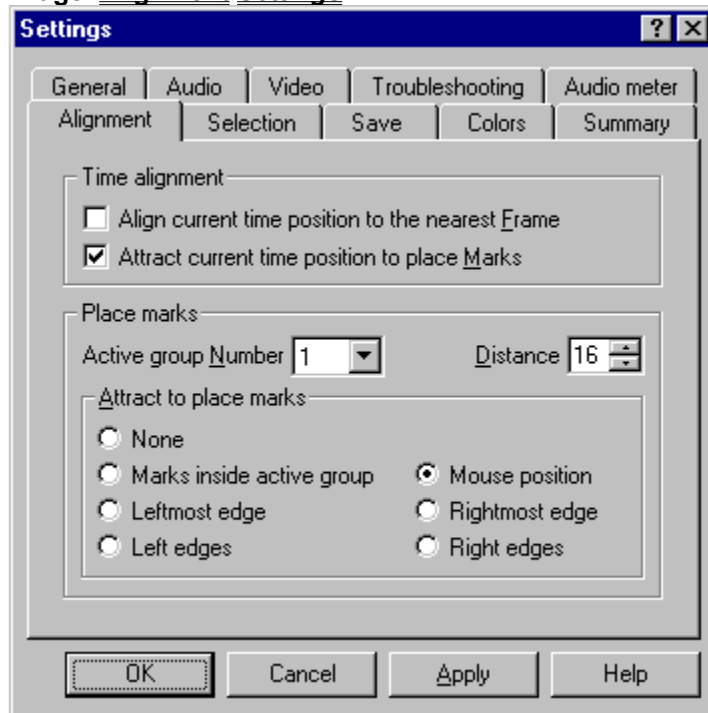 Settings
General Audio Video Troubleshooting Audio meter
Alignment Selection Save Colors Summary
Time alignment
Align current time position to the nearest Frame
Attract current time position to place Marks
Place marks
Active group Number 1 Distance 16
Attract to place marks
None
Marks inside active group Mouse position
Leftmost edge Rightmost edge
Left edges Right edges
OK Cancel Apply Help